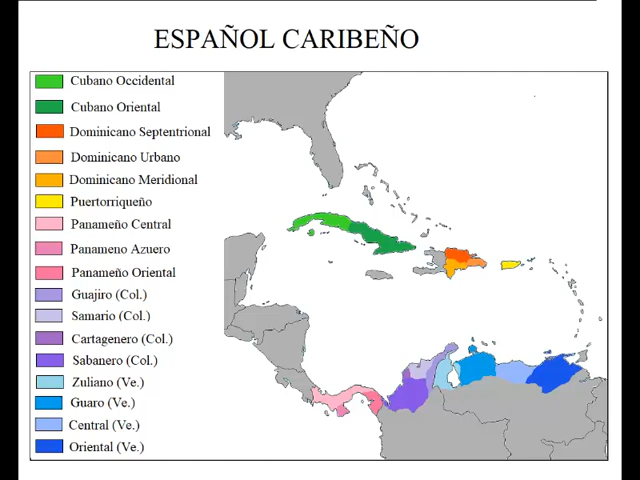 ESPAÑOL CARIBEÑO
Cubano Occidental
Cubano Oriental
Dominicano Septentrional
Dominicano Urbano
Dominicano Meridional
Puertorriqueño
Panameño Central
Panameno Azuero
Panameño Oriental
Guajiro (Col.)
Samario (Col.)
Cartagenero (Col.)
Sabanero (Col.)
Zuliano (Ve.)
Guaro (Ve.)
Central (Ve.)
Oriental (Ve.)